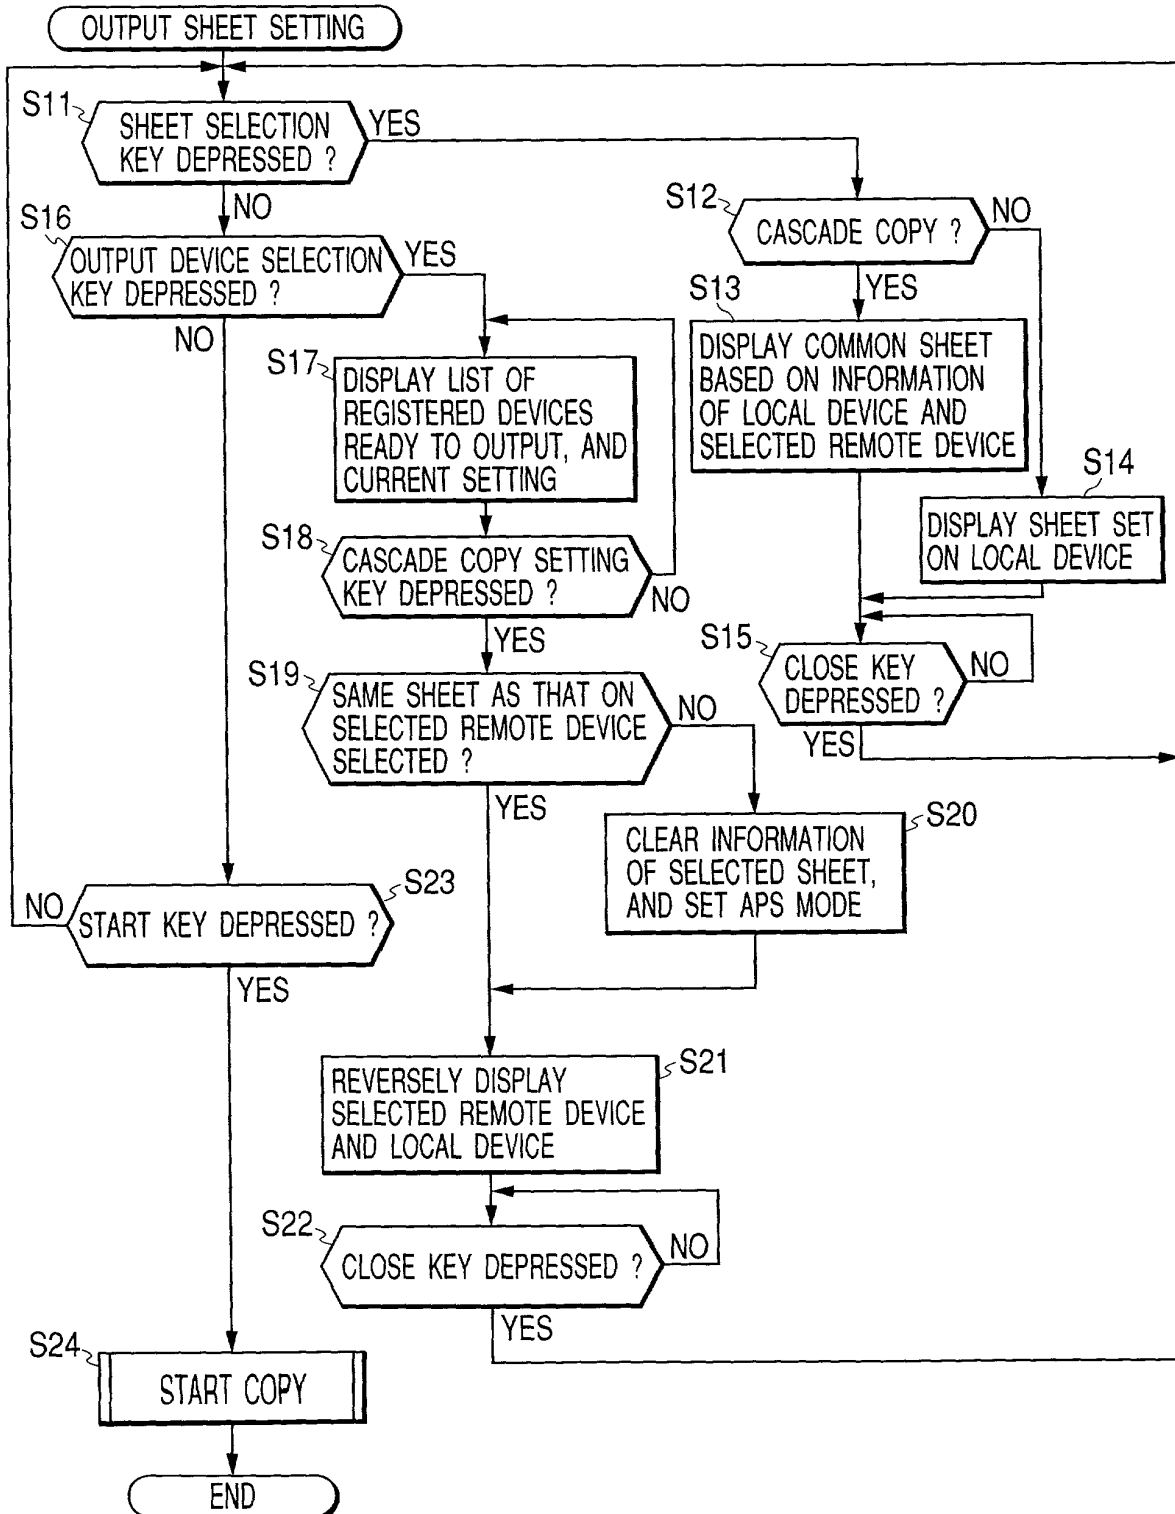 OUTPUT SHEET SETTING
S11
SHEET SELECTION
KEY DEPRESSED ?
YES
NO
S12
CASCADE COPY ?
NO
YES
S13
DISPLAY COMMON SHEET
BASED ON INFORMATION
OF LOCAL DEVICE AND
SELECTED REMOTE DEVICE
S14
DISPLAY SHEET SET
ON LOCAL DEVICE
S15
CLOSE KEY
DEPRESSED ?
NO
YES
S16
OUTPUT DEVICE SELECTION
KEY DEPRESSED ?
YES
NO
S17
DISPLAY LIST OF
REGISTERED DEVICES
READY TO OUTPUT, AND
CURRENT SETTING
S18
CASCADE COPY SETTING
KEY DEPRESSED ?
NO
YES
S19
SAME SHEET AS THAT ON
SELECTED REMOTE DEVICE
SELECTED ?
NO
YES
S20
CLEAR INFORMATION
OF SELECTED SHEET,
AND SET APS MODE
S21
REVERSELY DISPLAY
SELECTED REMOTE DEVICE
AND LOCAL DEVICE
S22
CLOSE KEY DEPRESSED ?
NO
YES
S23
START KEY DEPRESSED ?
NO
YES
S24
START COPY
END